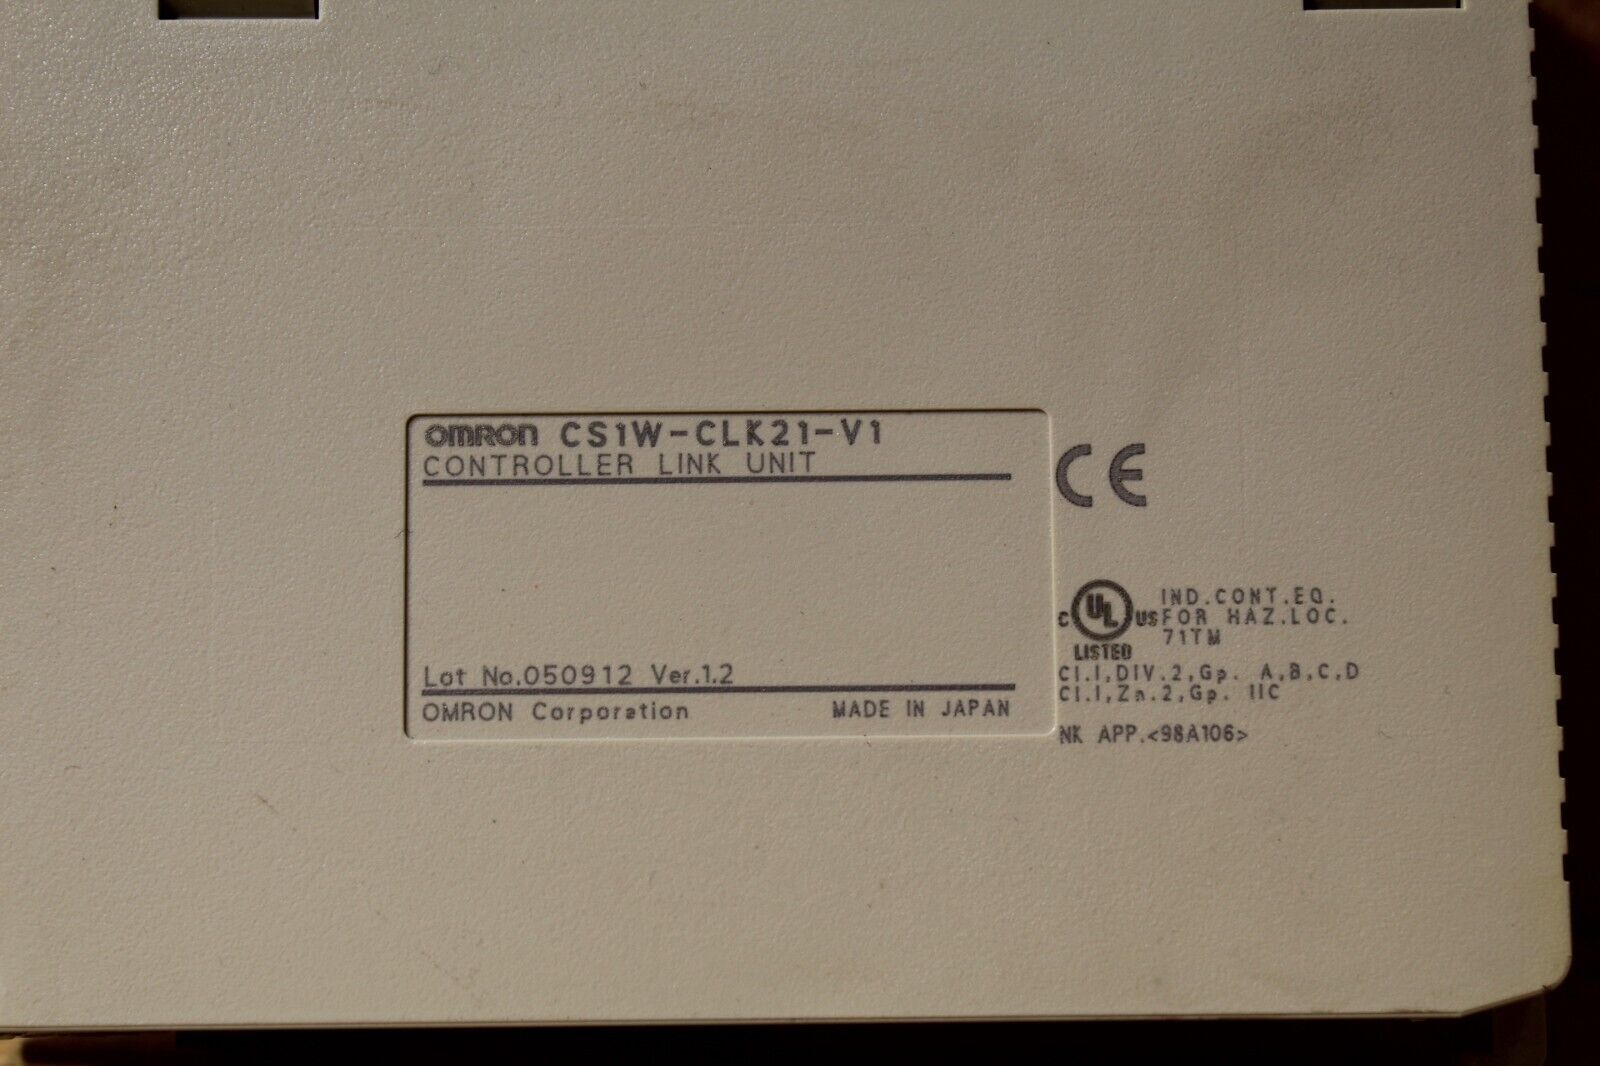 OMRON CS1W-CLK21-V1
CONTROLLER LINK UNIT
Lot No.050912 Ver.1.2
OMRON Corporation MADE IN JAPAN
CE
C UL US
LISTED
IND.CONT.EQ.
FOR HAZ.LOC.
71TM
Cl.I,DIV.2,Gp. A,B,C,D
Cl.I,Zn.2,Gp. IIC
NK APP.<98A106>